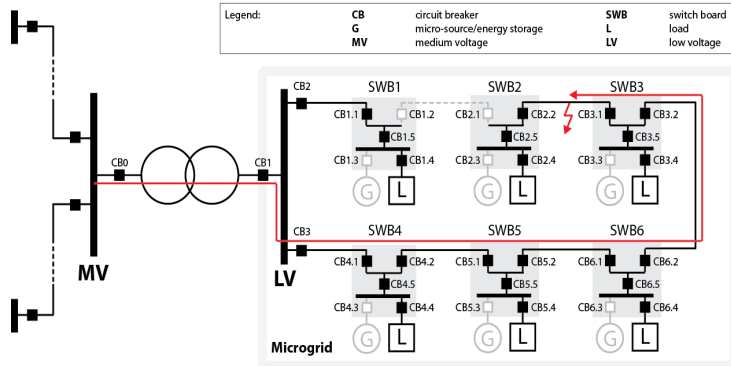 Legend: CB circuit breaker SWB switch board
G micro-source/energy storage L load
MV medium voltage LV low voltage
CB2 SWB1 SWB2 SWB3
CB1.1 CB1.2 CB2.1 CB2.2 CB3.1 CB3.2
CB1.5 CB2.5 CB3.5
CB0 CB1 CB1.3 CB1.4 CB2.3 CB2.4 CB3.3 CB3.4
G L G L G L
CB3 SWB4 SWB5 SWB6
MV LV CB4.1 CB4.2 CB5.1 CB5.2 CB6.1 CB6.2
CB4.5 CB5.5 CB6.5
CB4.3 CB4.4 CB5.3 CB5.4 CB6.3 CB6.4
Microgrid G L G L G L